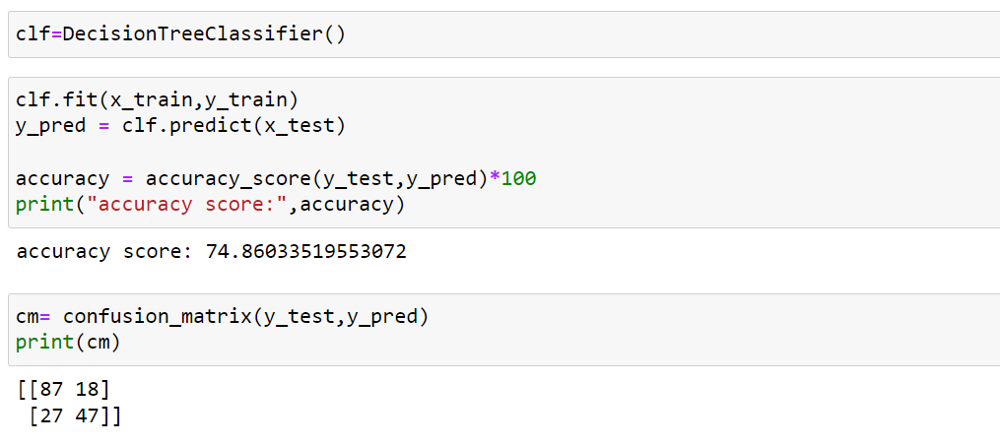 clf=DecisionTreeClassifier()
clf.fit(x_train,y_train)
y_pred = clf.predict(x_test)
accuracy = accuracy_score(y_test,y_pred)*100
print("accuracy score:",accuracy)
accuracy score: 74.86033519553072
cm= confusion_matrix(y_test,y_pred)
print(cm)
[[87 18]
 [27 47]]